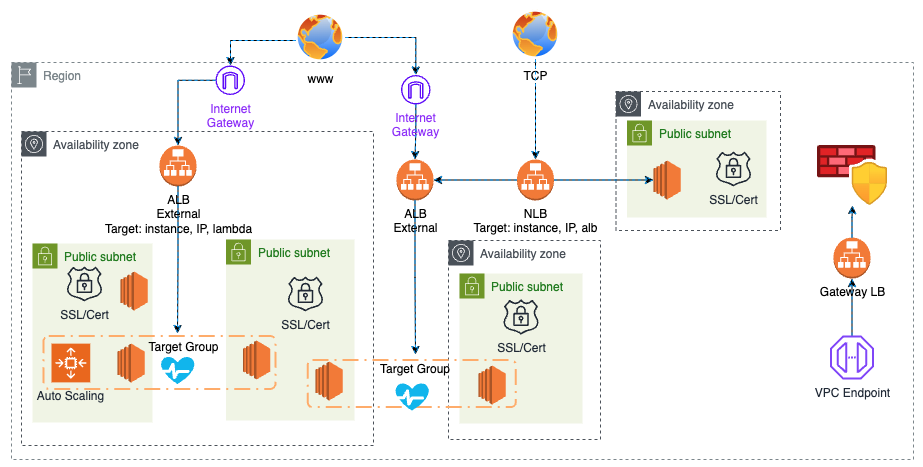 www
TCP
Region
Internet
Gateway
Internet
Gateway
Availability zone
Public subnet
SSL/Cert
Availability zone
ALB
External
Target: instance, IP, lambda
ALB
External
NLB
Target: instance, IP, alb
Gateway LB
VPC Endpoint
Public subnet
SSL/Cert
Public subnet
SSL/Cert
Target Group
Auto Scaling
Availability zone
Public subnet
SSL/Cert
Target Group